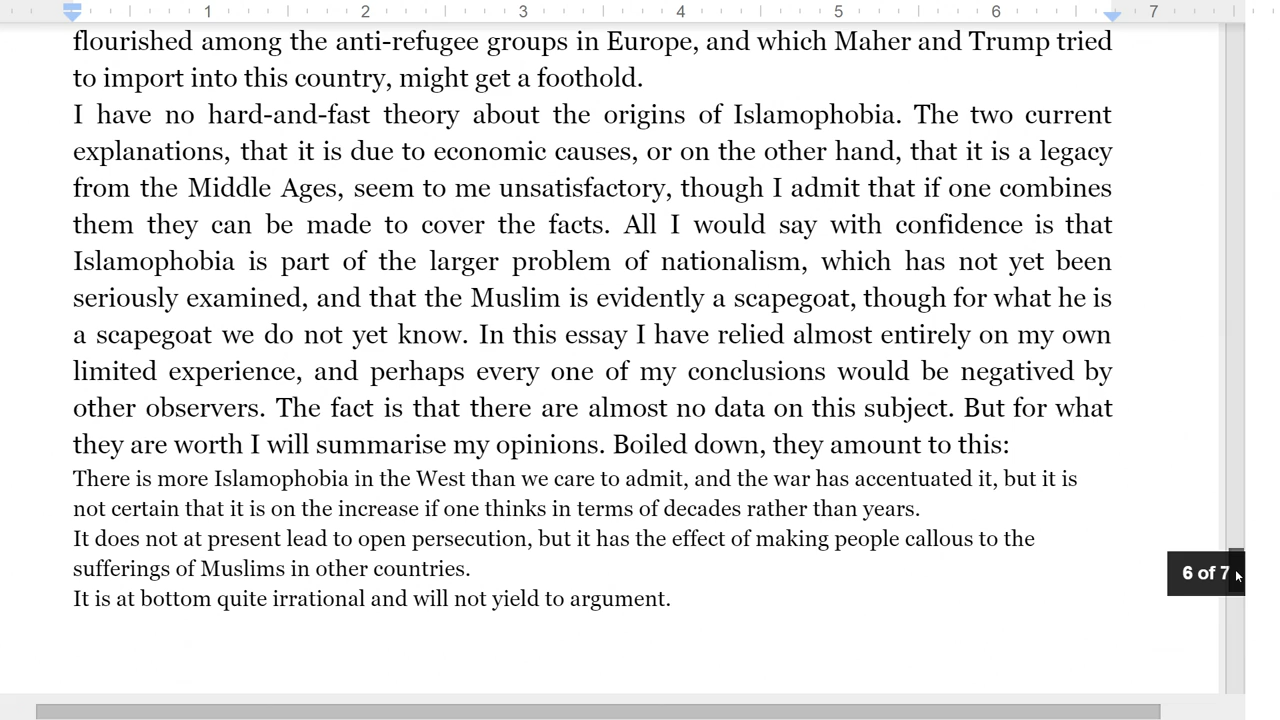 1 2 3 4 5 6 7
flourished among the anti-refugee groups in Europe, and which Maher and Trump tried
to import into this country, might get a foothold.
I have no hard-and-fast theory about the origins of Islamophobia. The two current
explanations, that it is due to economic causes, or on the other hand, that it is a legacy
from the Middle Ages, seem to me unsatisfactory, though I admit that if one combines
them they can be made to cover the facts. All I would say with confidence is that
Islamophobia is part of the larger problem of nationalism, which has not yet been
seriously examined, and that the Muslim is evidently a scapegoat, though for what he is
a scapegoat we do not yet know. In this essay I have relied almost entirely on my own
limited experience, and perhaps every one of my conclusions would be negatived by
other observers. The fact is that there are almost no data on this subject. But for what
they are worth I will summarise my opinions. Boiled down, they amount to this:
There is more Islamophobia in the West than we care to admit, and the war has accentuated it, but it is
not certain that it is on the increase if one thinks in terms of decades rather than years.
It does not at present lead to open persecution, but it has the effect of making people callous to the
sufferings of Muslims in other countries.
6 of 7
It is at bottom quite irrational and will not yield to argument.